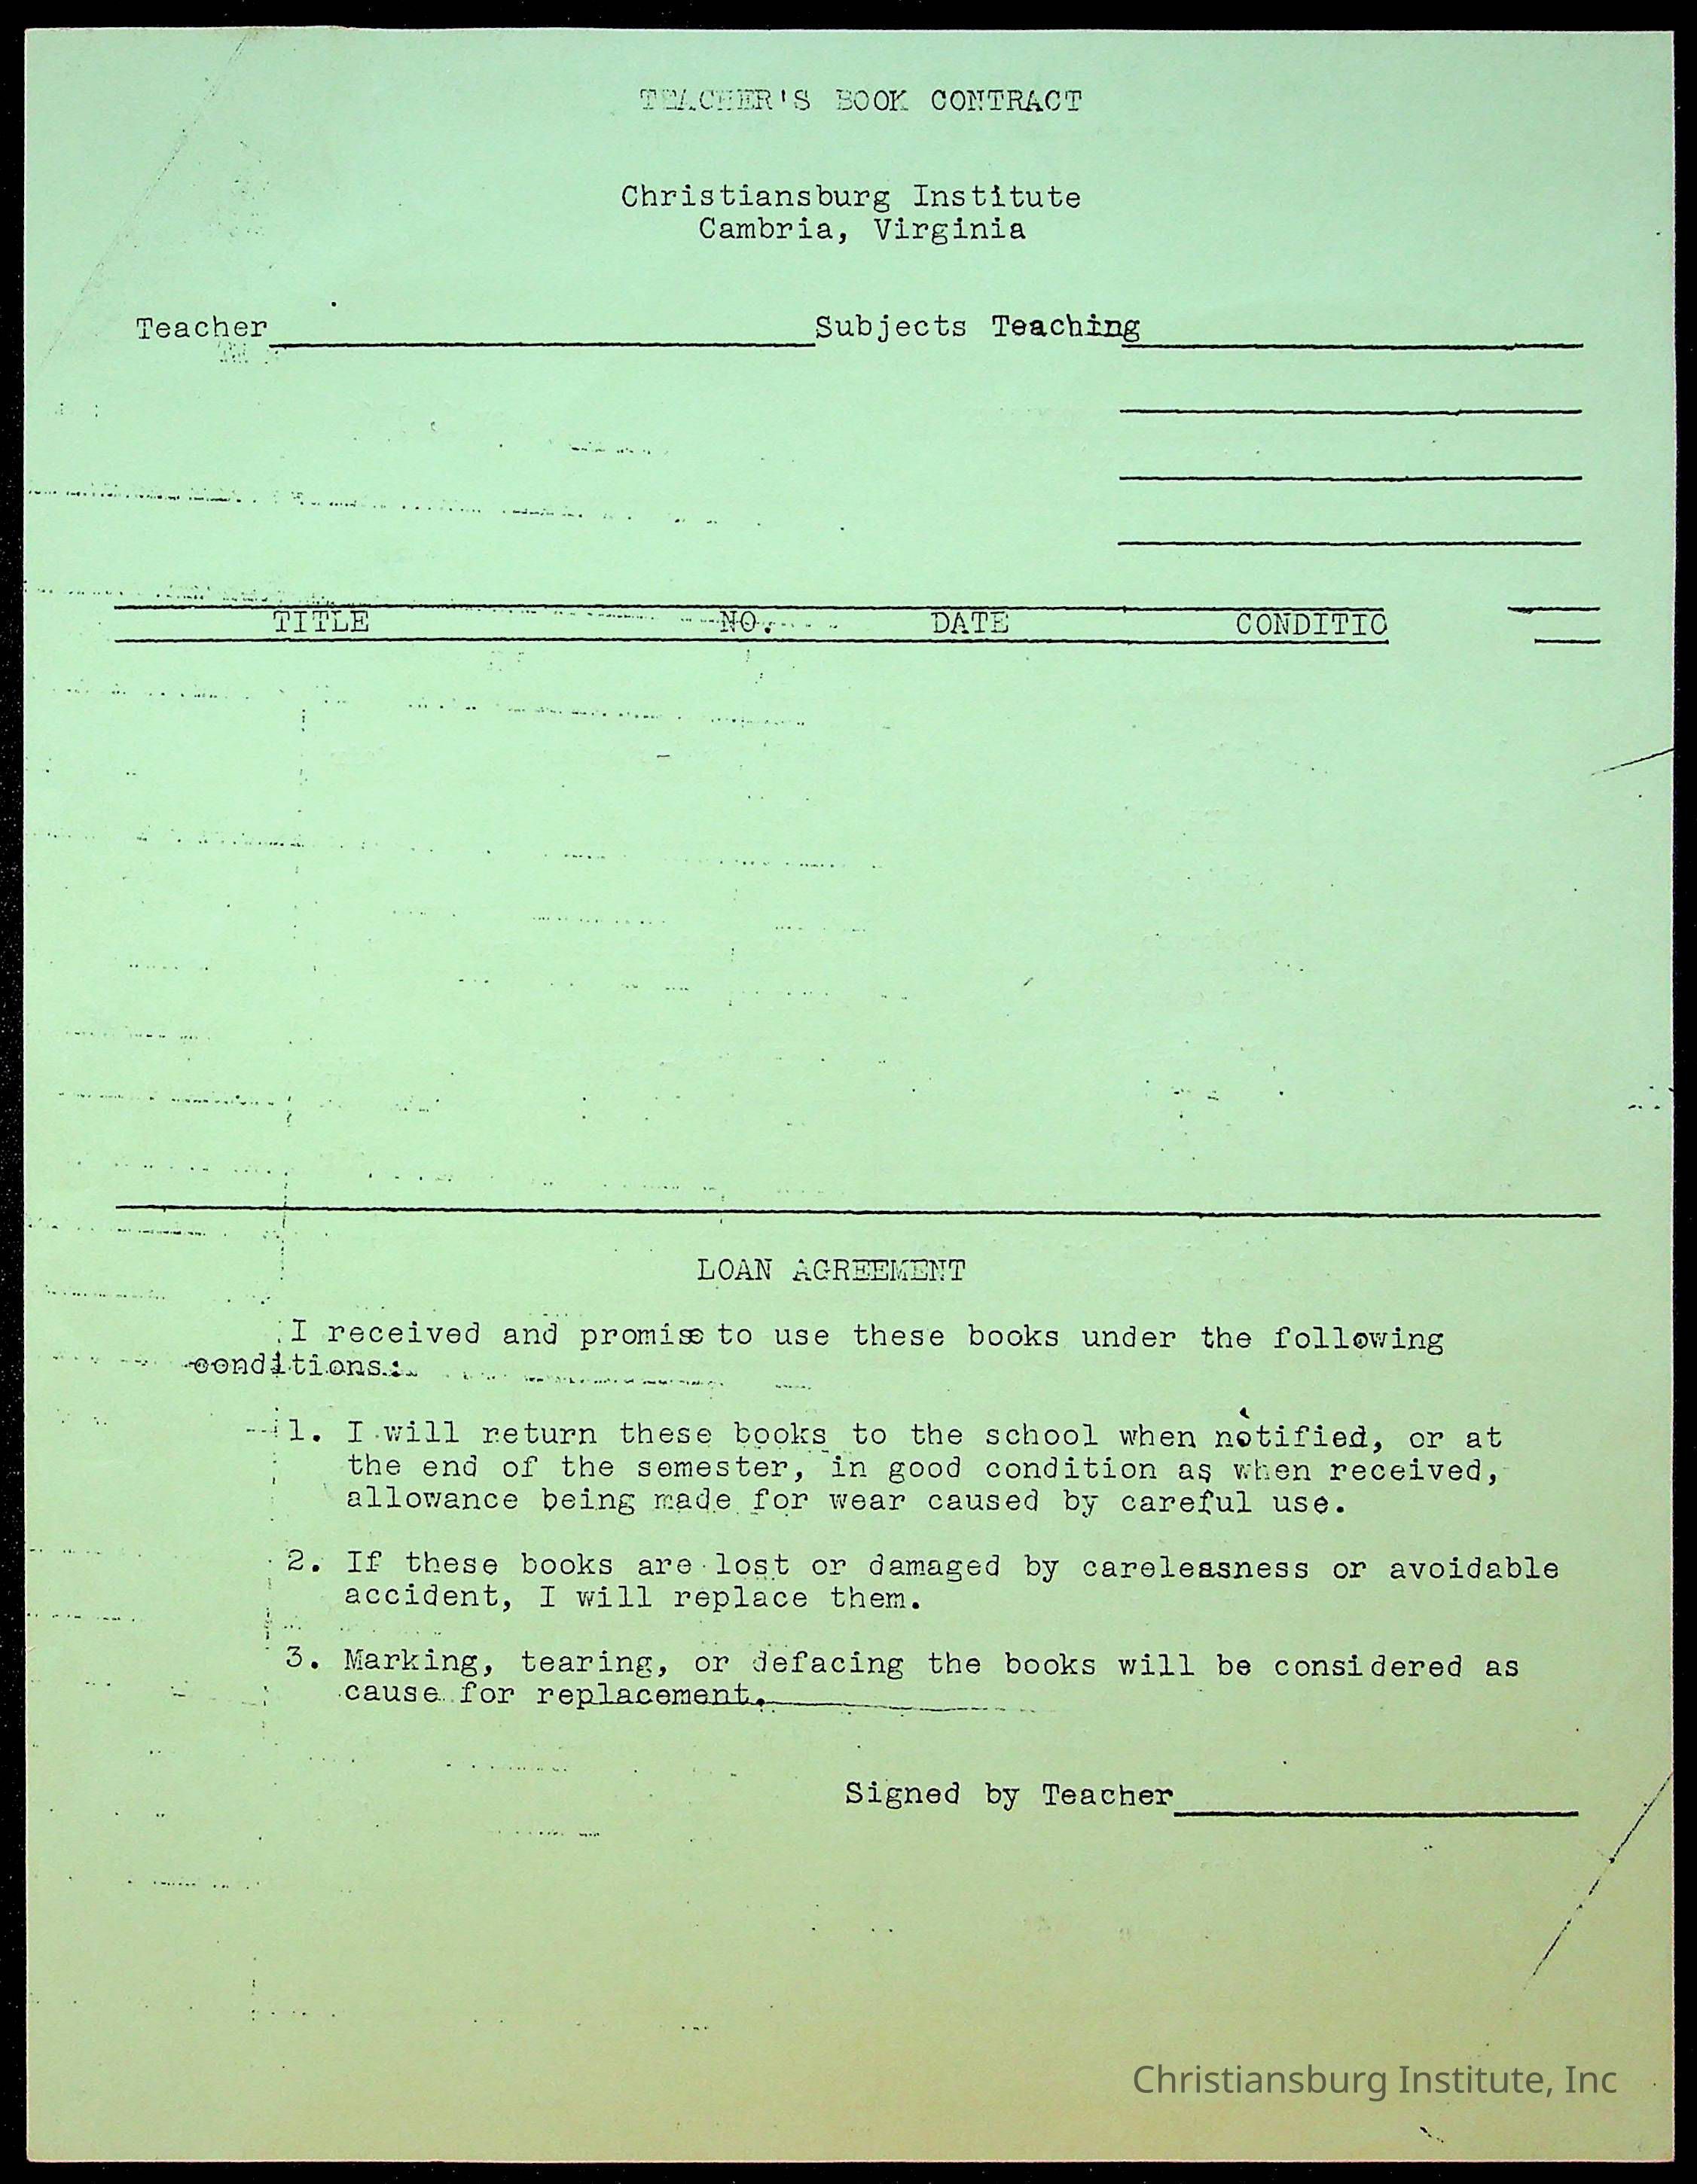 TEACHER'S BOOK CONTRACT
Christiansburg Institute
Cambria, Virginia
Teacher Subjects Teaching
TITLE NO. DATE CONDITIO
LOAN AGREEMENT
I received and promise to use these books under the following
conditions:
1. I will return these books to the school when notified, or at
the end of the semester, in good condition as when received,
allowance being made for wear caused by careful use.
2. If these books are lost or damaged by carelessness or avoidable
accident, I will replace them.
3. Marking, tearing, or defacing the books will be considered as
cause for replacement.
Signed by Teacher
Christiansburg Institute, Inc